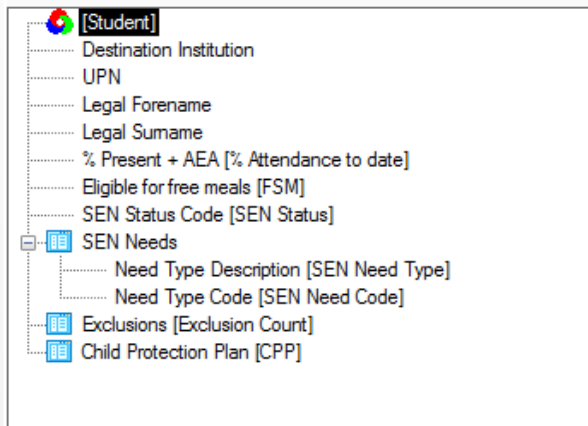 [Student]
Destination Institution
UPN
Legal Forename
Legal Surname
% Present + AEA [% Attendance to date]
Eligible for free meals [FSM]
SEN Status Code [SEN Status]
SEN Needs
Need Type Description [SEN Need Type]
Need Type Code [SEN Need Code]
Exclusions [Exclusion Count]
Child Protection Plan [CPP]